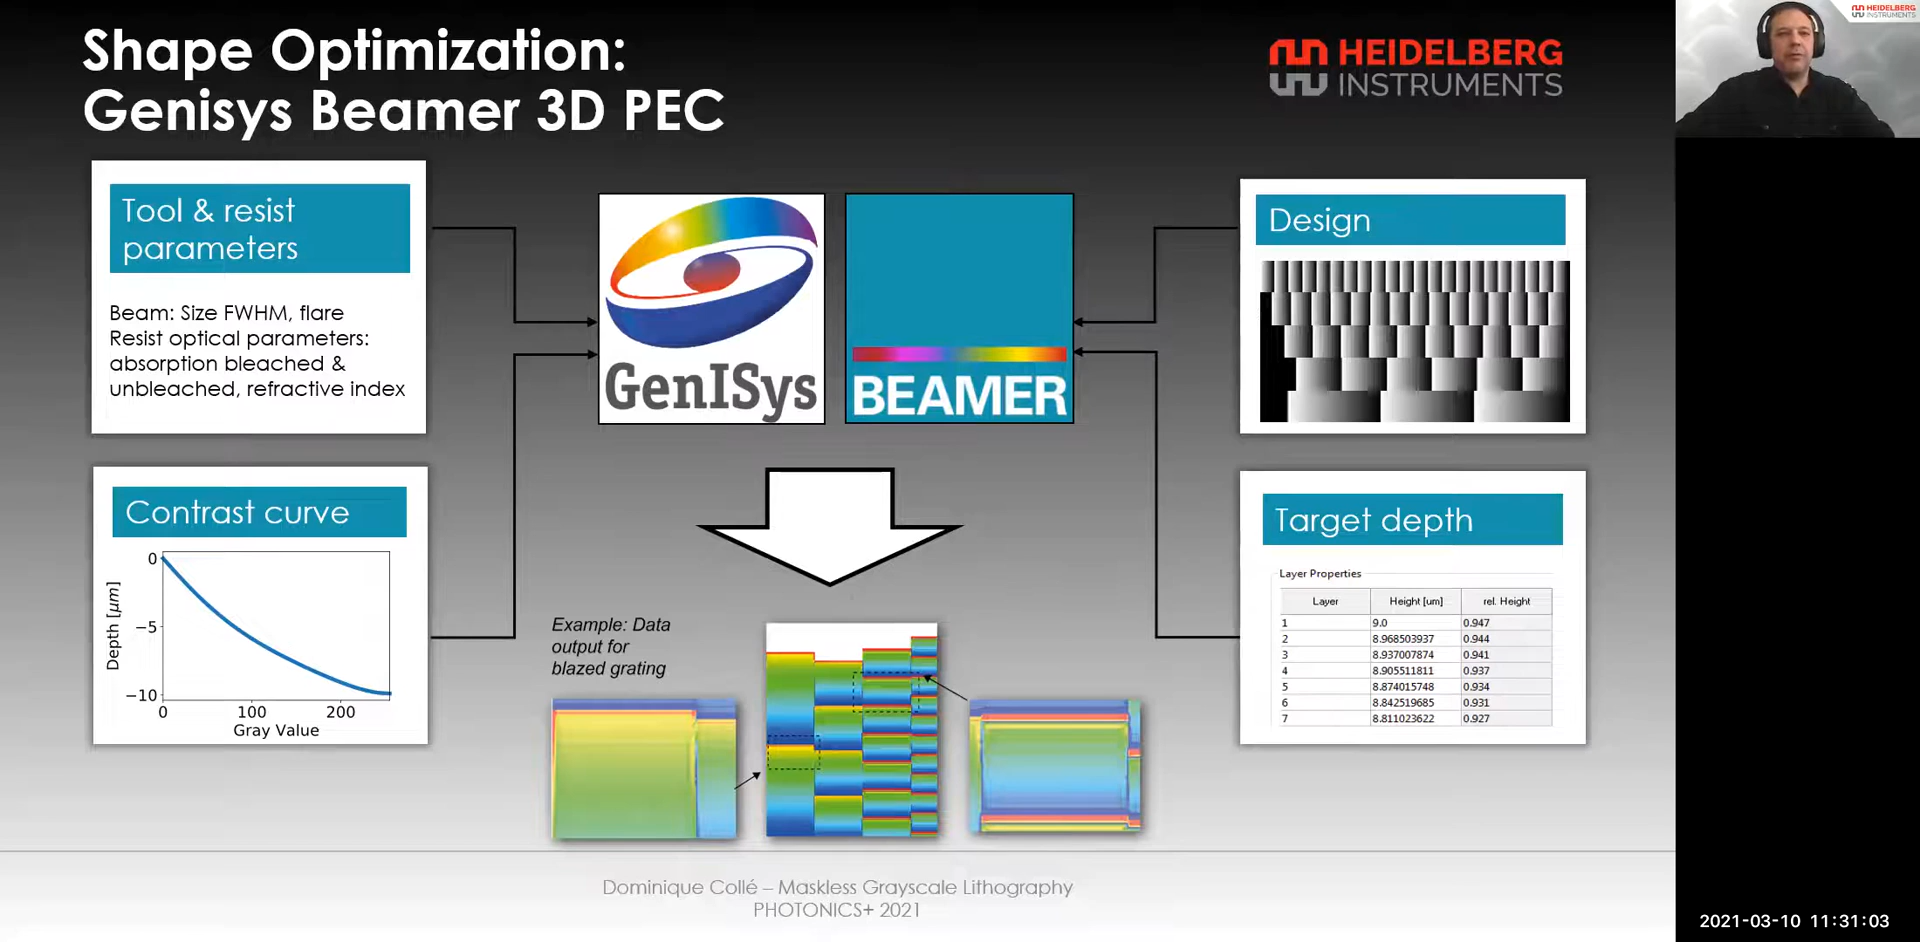 Shape Optimization:
Genisys Beamer 3D PEC
HEIDELBERG
INSTRUMENTS
HEIDELBERG
INSTRUMENTS
Tool & resist
parameters
Beam: Size FWHM, flare
Resist optical parameters:
absorption bleached &
unbleached, refractive index
GenISys
BEAMER
Design
Contrast curve
0
−5
−10
Depth [μm]
0 100 200
Gray Value
Target depth
Layer Properties
Layer Height [um] rel. Height
1 9.0 0.947
2 8.968503937 0.944
3 8.937007874 0.941
4 8.905511811 0.937
5 8.874015748 0.934
6 8.842519685 0.931
7 8.811023622 0.927
Example: Data
output for
blazed grating
Dominique Collé – Maskless Grayscale Lithography
PHOTONICS+ 2021
2021-03-10 11:31:03